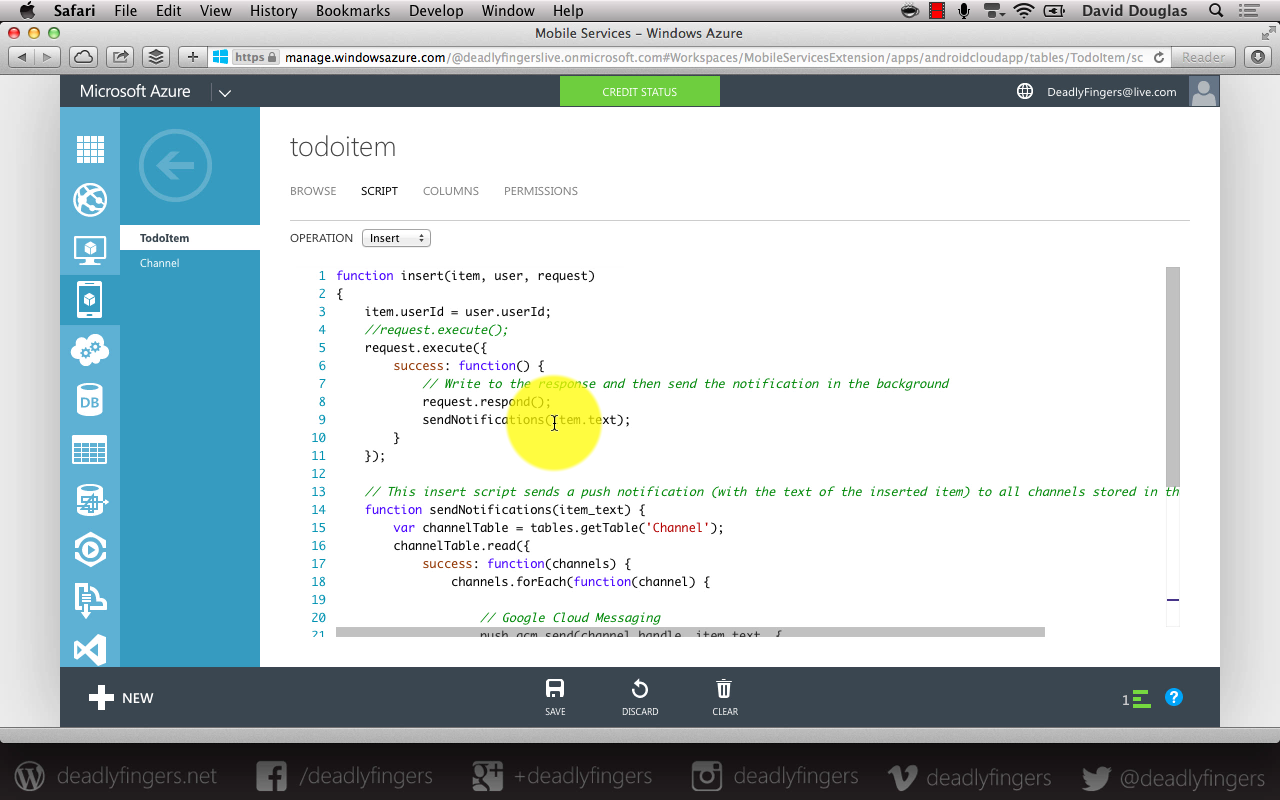 Safari File Edit View History Bookmarks Develop Window Help David Douglas
Mobile Services – Windows Azure
https manage.windowsazure.com/@deadlyfingerslive.onmicrosoft.com#Workspaces/MobileServicesExtension/apps/androidcloudapp/tables/TodoItem/sc Reader
Microsoft Azure CREDIT STATUS DeadlyFingers@live.com
todoitem
BROWSE SCRIPT COLUMNS PERMISSIONS
TodoItem
Channel
DB
OPERATION Insert
1 function insert(item, user, request)
2 {
3 item.userId = user.userId;
4 //request.execute();
5 request.execute({
6 success: function() {
7 // Write to the response and then send the notification in the background
8 request.respond();
9 sendNotifications(item.text);
10 }
11 });
12
13 // This insert script sends a push notification (with the text of the inserted item) to all channels stored in th
14 function sendNotifications(item_text) {
15 var channelTable = tables.getTable('Channel');
16 channelTable.read({
17 success: function(channels) {
18 channels.forEach(function(channel) {
19
20 // Google Cloud Messaging
21 push.gcm.send(channel.handle, item_text, {
NEW SAVE DISCARD CLEAR 1 ?
deadlyfingers.net /deadlyfingers +deadlyfingers deadlyfingers deadlyfingers @deadlyfingers